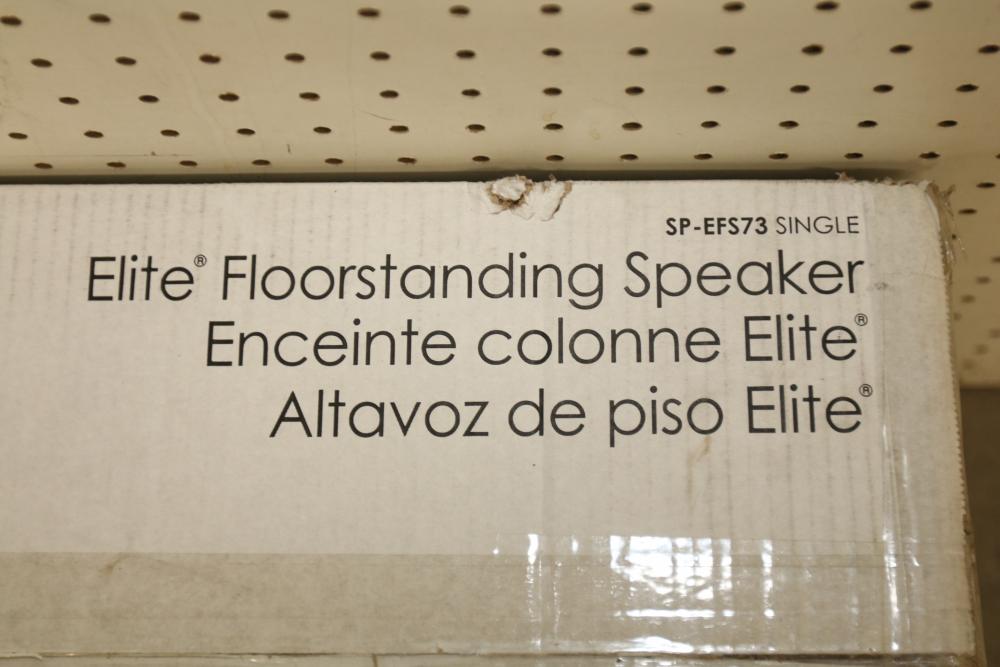 SP-EFS73 SINGLE
Elite® Floorstanding Speaker
Enceinte colonne Elite®
Altavoz de piso Elite®